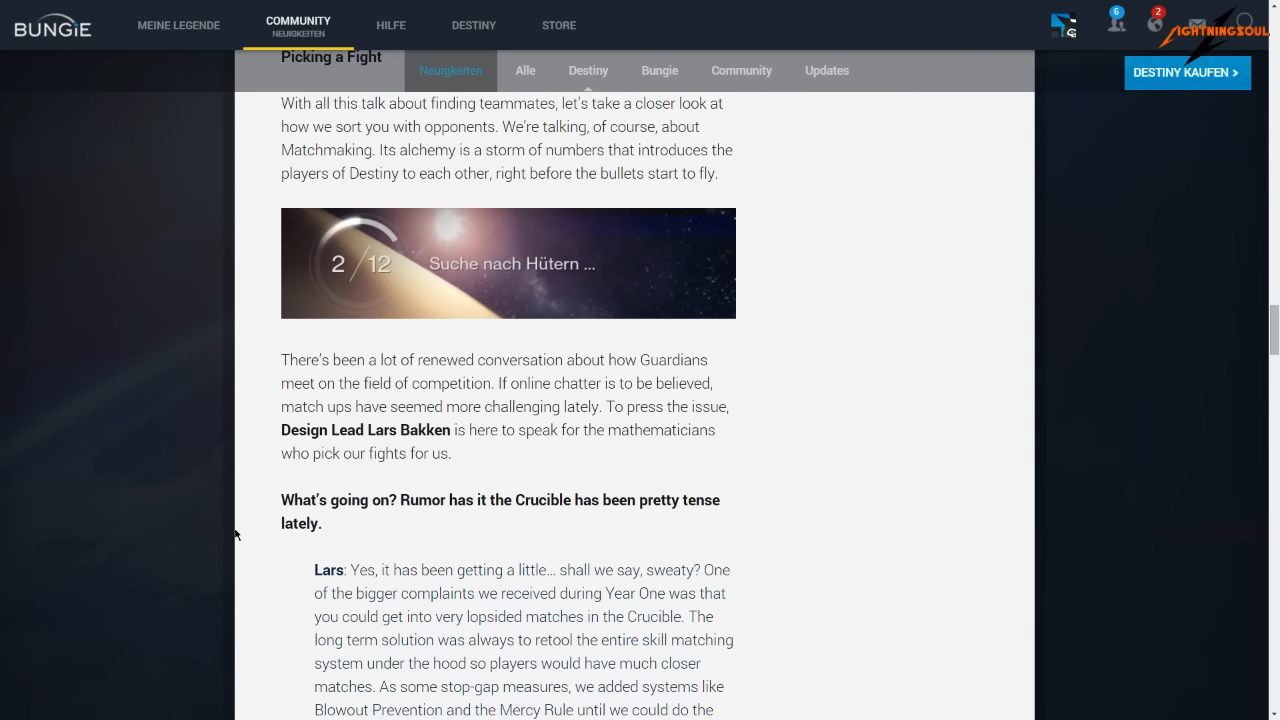 BUNGiE
MEINE LEGENDE
COMMUNITY
NEUIGKEITEN
HILFE
DESTINY
STORE
6
2
LIGHTNINGSOUL
DESTINY KAUFEN >
Picking a Fight
Neuigkeiten
Alle
Destiny
Bungie
Community
Updates
With all this talk about finding teammates, let's take a closer look at
how we sort you with opponents. We're talking, of course, about
Matchmaking. Its alchemy is a storm of numbers that introduces the
players of Destiny to each other, right before the bullets start to fly.
2/12 Suche nach Hütern ...
There's been a lot of renewed conversation about how Guardians
meet on the field of competition. If online chatter is to be believed,
match ups have seemed more challenging lately. To press the issue,
Design Lead Lars Bakken is here to speak for the mathematicians
who pick our fights for us.
What's going on? Rumor has it the Crucible has been pretty tense
lately.
Lars: Yes, it has been getting a little… shall we say, sweaty? One
of the bigger complaints we received during Year One was that
you could get into very lopsided matches in the Crucible. The
long term solution was always to retool the entire skill matching
system under the hood so players would have much closer
matches. As some stop-gap measures, we added systems like
Blowout Prevention and the Mercy Rule until we could do the